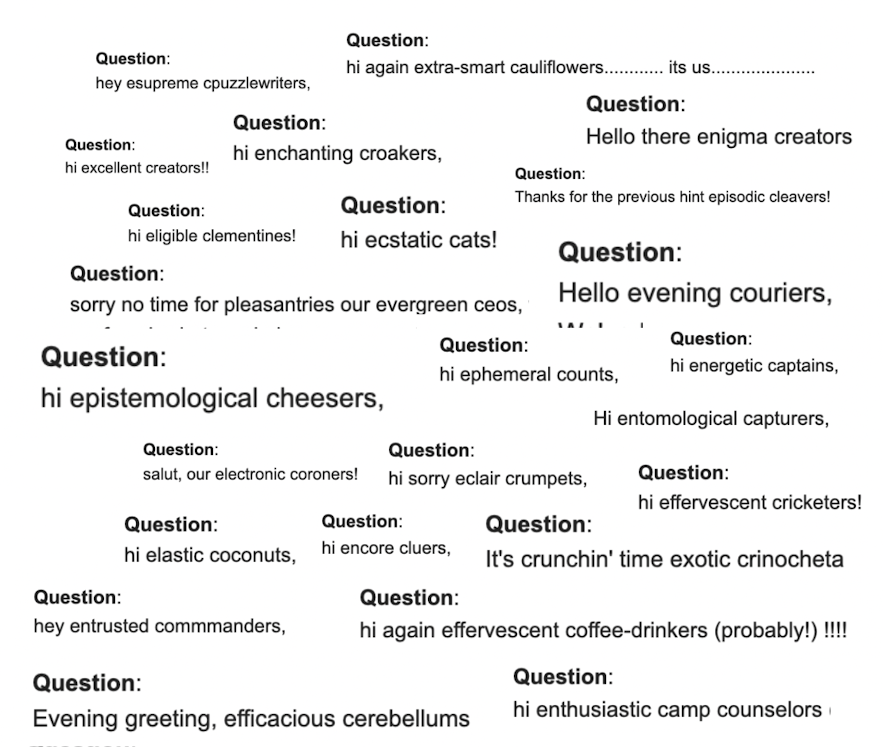 Question:
hi again extra-smart cauliflowers............ its us.....................
Question:
hey esupreme cpuzzlewriters,
Question:
Hello there enigma creators
Question:
hi enchanting croakers,
Question:
hi excellent creators!!
Question:
Thanks for the previous hint episodic cleavers!
Question:
hi eligible clementines!
Question:
hi ecstatic cats!
Question:
Hello evening couriers,
Question:
sorry no time for pleasantries our evergreen ceos,
Question:
hi epistemological cheesers,
Question:
hi ephemeral counts,
Question:
hi energetic captains,
Hi entomological capturers,
Question:
salut, our electronic coroners!
Question:
hi sorry eclair crumpets,
Question:
hi effervescent cricketers!
Question:
hi elastic coconuts,
Question:
hi encore cluers,
Question:
It's crunchin' time exotic crinocheta
Question:
hey entrusted commmanders,
Question:
hi again effervescent coffee-drinkers (probably!) !!!!
Question:
Evening greeting, efficacious cerebellums
Question:
hi enthusiastic camp counselors